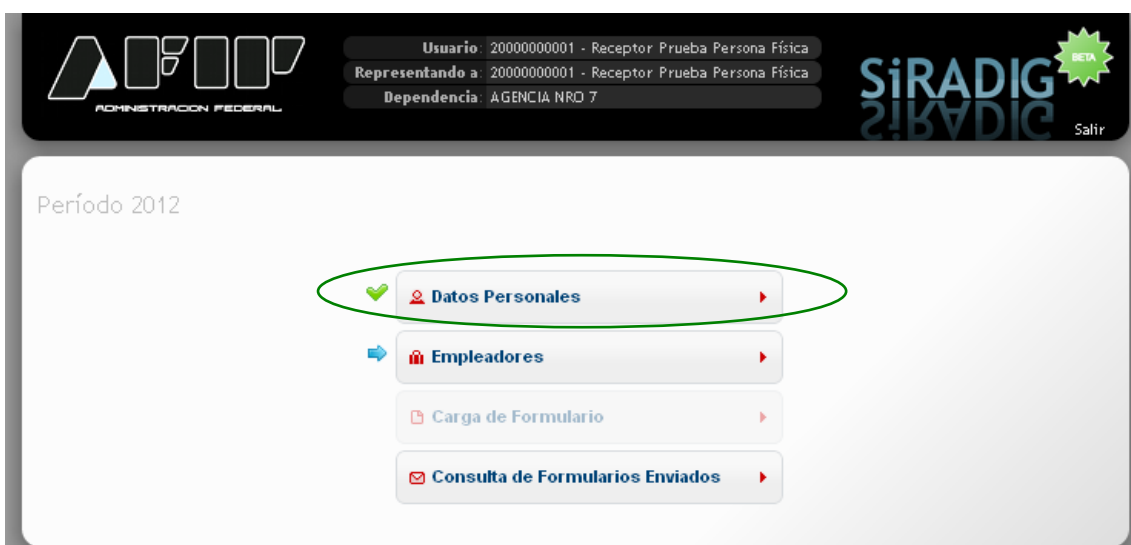 AFIP
ADMINISTRACION FEDERAL
Usuario: 20000000001 - Receptor Prueba Persona Física
Representando a: 20000000001 - Receptor Prueba Persona Física
Dependencia: AGENCIA NRO 7
SiRADIG
BETA
Salir
Período 2012
Datos Personales
Empleadores
Carga de Formulario
Consulta de Formularios Enviados